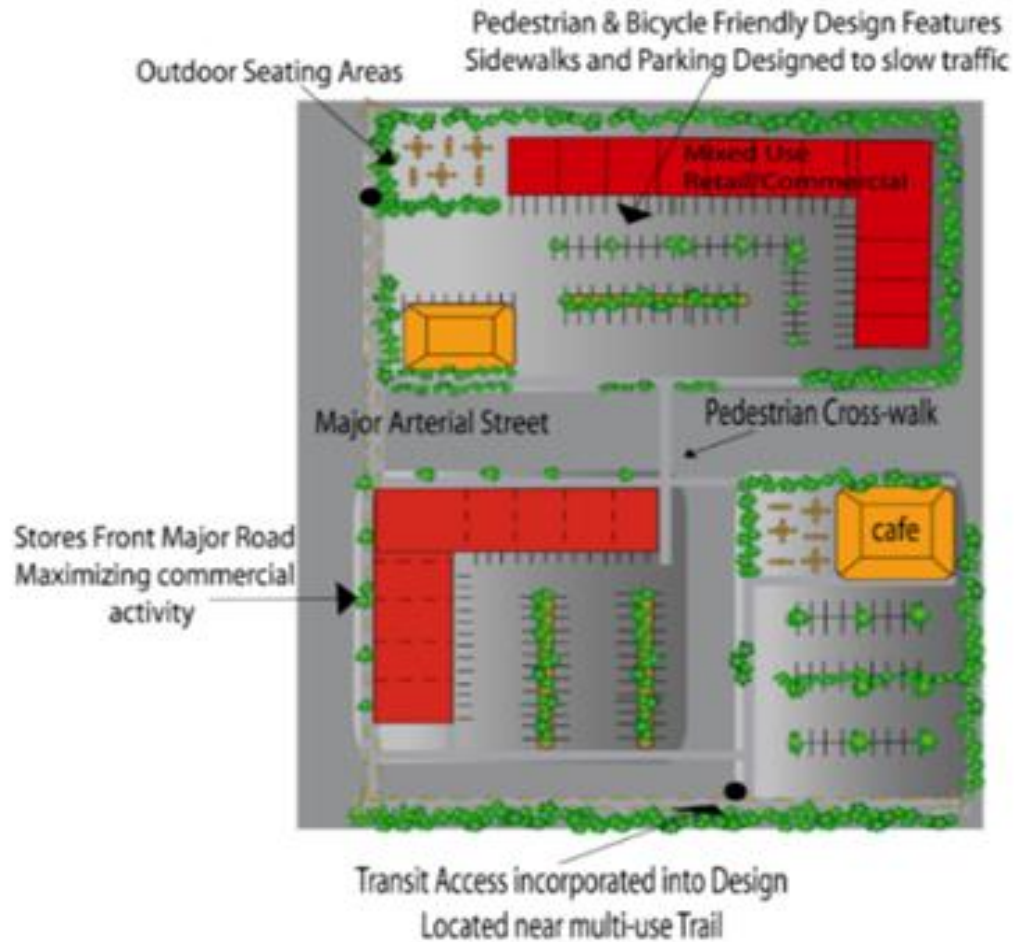 Pedestrian & Bicycle Friendly Design Features
Sidewalks and Parking Designed to slow traffic
Outdoor Seating Areas
Mixed Use
Retail/Commercial
Major Arterial Street
Pedestrian Cross-walk
Stores Front Major Road
Maximizing commercial
activity
cafe
Transit Access incorporated into Design
Located near multi-use Trail